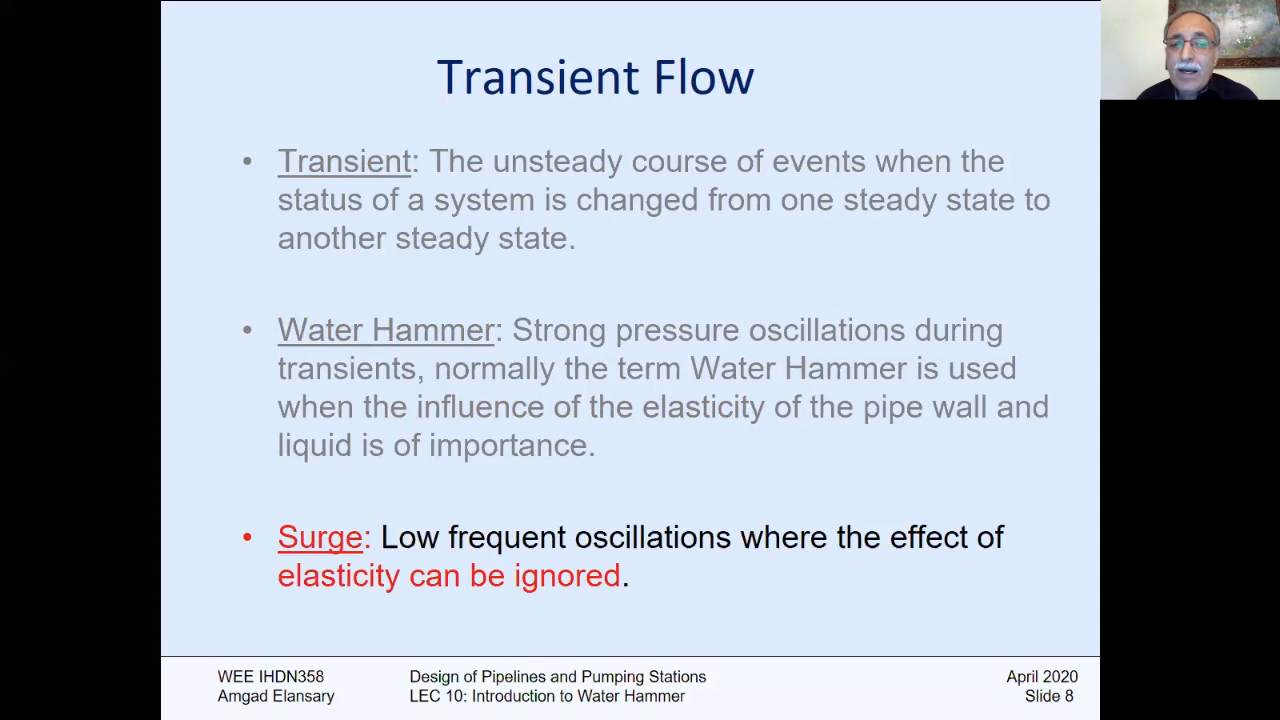 Transient Flow
• Transient: The unsteady course of events when the
status of a system is changed from one steady state to
another steady state.
• Water Hammer: Strong pressure oscillations during
transients, normally the term Water Hammer is used
when the influence of the elasticity of the pipe wall and
liquid is of importance.
• Surge: Low frequent oscillations where the effect of
elasticity can be ignored.
WEE IHDN358 Design of Pipelines and Pumping Stations April 2020
Amgad Elansary LEC 10: Introduction to Water Hammer Slide 8